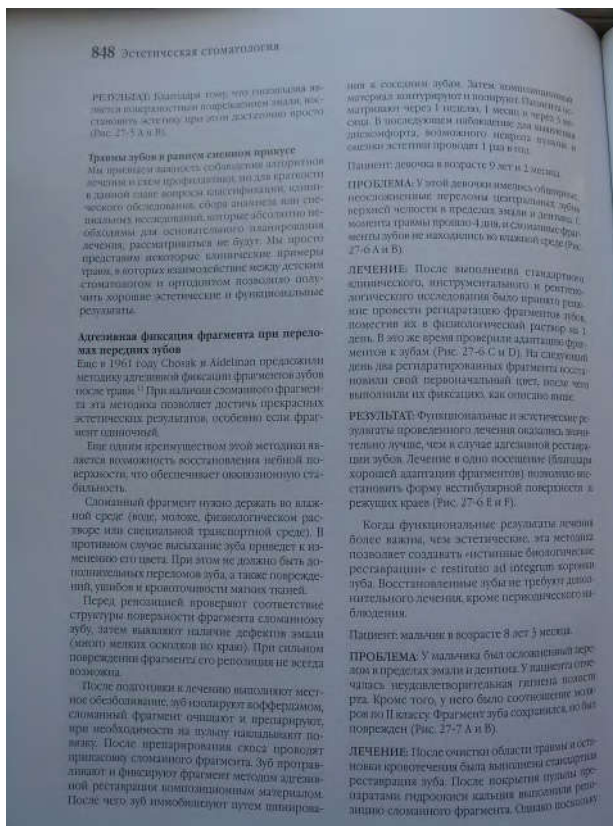 848 Эстетическая стоматология
РЕЗУЛЬТАТ: Благодаря тому, что гипоплазия яв-
ляется поверхностным повреждением эмали, вос-
становить эстетику при этом достаточно просто
(Рис. 27-5 А и В).
Травмы зубов в раннем сменном прикусе
Мы признаем важность соблюдения алгоритмов
лечения и схем профилактики, но для краткости
в данной главе вопросы классификации, клини-
ческого обследования, сбора анамнеза или спе-
циальных исследований, которые абсолютно не-
обходимы для основательного планирования
лечения, рассматриваться не будут. Мы просто
представим некоторые клинические примеры
травм, в которых взаимодействие между детским
стоматологом и ортодонтом позволило полу-
чить хорошие эстетические и функциональные
результаты.
Адгезивная фиксация фрагмента при перело-
мах передних зубов
Еще в 1961 году Chosak и Aidelman предложили
методику адгезивной фиксации фрагментов зубов
после травм. При наличии сломанного фрагмен-
та эта методика позволяет достичь прекрасных
эстетических результатов, особенно если фраг-
мент одиночный.
Еще одним преимуществом этой методики яв-
ляется возможность восстановления небной по-
верхности, что обеспечивает окклюзионную ста-
бильность.
Сломанный фрагмент нужно держать во влаж-
ной среде (воде, молоке, физиологическом рас-
творе или специальной транспортной среде). В
противном случае высыхание зуба приведет к из-
менению его цвета. При этом не должно быть до-
полнительных переломов зуба, а также поврежде-
ний, ушибов и кровоточивости мягких тканей.
Перед репозицией проверяют соответствие
структуры поверхности фрагмента сломанному
зубу, затем выявляют наличие дефектов эмали
(много мелких осколков по краю). При сильном
повреждении фрагмента его репозиция не всегда
возможна.
После подготовки к лечению выполняют мест-
ное обезболивание, зуб изолируют коффердамом,
сломанный фрагмент очищают и препарируют,
при необходимости на пульпу накладывают по-
вязку. После препарирования скоса проводят
припасовку сломанного фрагмента. Зуб протрав-
ливают и фиксируют фрагмент методом адгезив-
ной реставрации композиционным материалом.
После чего зуб иммобилизуют путем шинирова-
ния к соседним зубам. Затем композиционный
материал контурируют и полируют. Пациента ос-
матривают через 1 неделю, 1 месяц и через 3 ме-
сяца. В последующем наблюдение для выявления
дискомфорта, возможного некроза пульпы и
оценки эстетики проводят 1 раз в год.
Пациент: девочка в возрасте 9 лет и 2 месяца.
ПРОБЛЕМА: У этой девочки имелись обширные,
неосложненные переломы центральных зубов
верхней челюсти в пределах эмали и дентина. С
момента травмы прошло 4 дня, и сломанные фраг-
менты зубов не находились во влажной среде (Рис.
27-6 А и В).
ЛЕЧЕНИЕ: После выполнения стандартного
клинического, инструментального и рентгено-
логического исследования было принято реше-
ние провести регидратацию фрагментов зубов,
поместив их в физиологический раствор на 1
день. В это же время проверили адаптацию фраг-
ментов к зубам (Рис. 27-6 С и D). На следующий
день два регидратированных фрагмента восста-
новили свой первоначальный цвет, после чего
выполнили их фиксацию, как описано выше.
РЕЗУЛЬТАТ: Функциональные и эстетические ре-
зультаты проведенного лечения оказались значи-
тельно лучше, чем в случае адгезивной реставра-
ции зубов. Лечение в одно посещение (благодаря
хорошей адаптации фрагментов) позволило вос-
становить форму вестибулярной поверхности и
режущих краев (Рис. 27-6 Е и F).
Когда функциональные результаты лечения
более важны, чем эстетические, эта методика
позволяет создавать «истинные биологические
реставрации» с restitutio ad integrum коронки
зуба. Восстановленные зубы не требуют допол-
нительного лечения, кроме периодического на-
блюдения.
Пациент: мальчик в возрасте 8 лет 3 месяца.
ПРОБЛЕМА: У мальчика был осложненный пере-
лом в пределах эмали и дентина. У пациента отме-
чалась неудовлетворительная гигиена полости
рта. Кроме того, у него было соотношение моля-
ров по II классу. Фрагмент зуба сохранился, но был
поврежден (Рис. 27-7 А и В).
ЛЕЧЕНИЕ: После очистки области травмы и оста-
новки кровотечения была выполнена стандартная
реставрация зуба. После покрытия пульпы пре-
паратами гидроокиси кальция выполнили репо-
зицию сломанного фрагмента. Однако поскольку